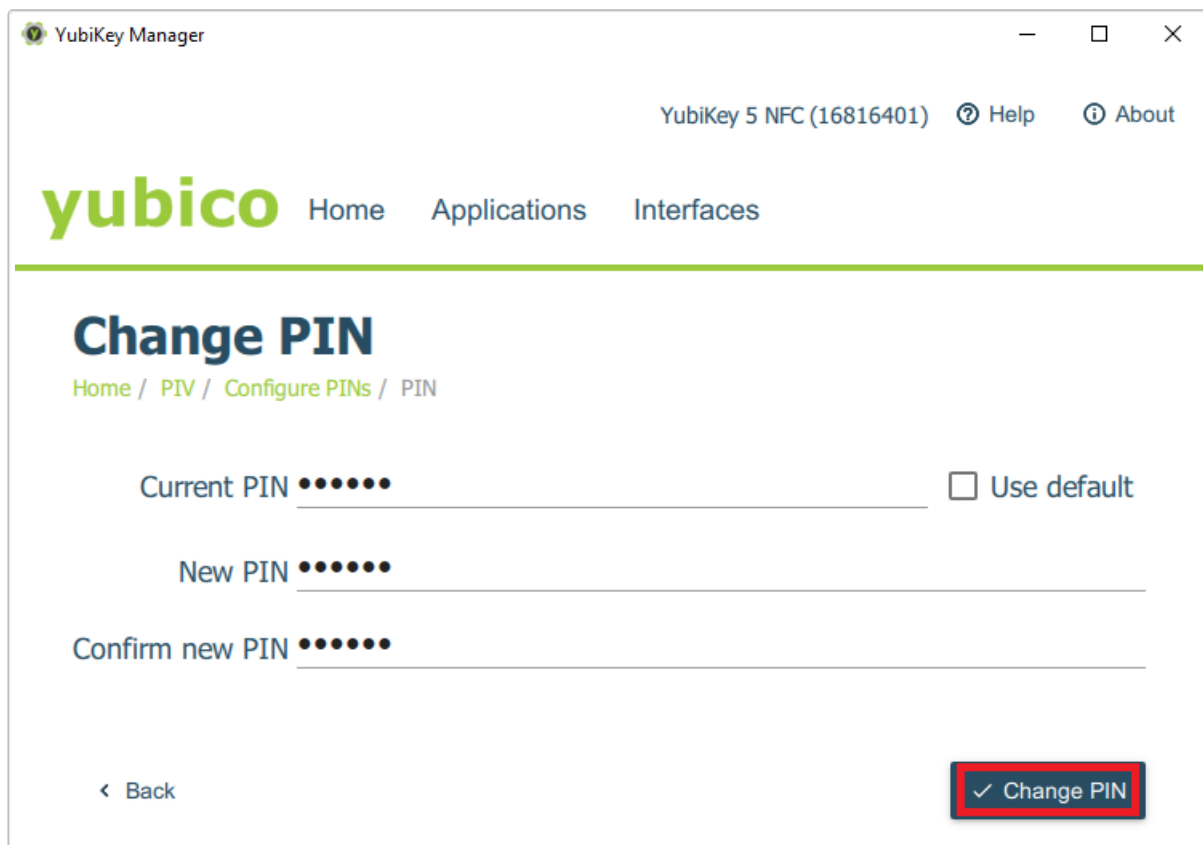 YubiKey Manager
YubiKey 5 NFC (16816401) Help About
yubico Home Applications Interfaces
Change PIN
Home / PIV / Configure PINs / PIN
Current PIN •••••• Use default
New PIN ••••••
Confirm new PIN ••••••
Back Change PIN